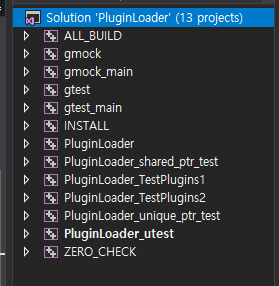 Solution 'PluginLoader' (13 projects)
ALL_BUILD
gmock
gmock_main
gtest
gtest_main
INSTALL
PluginLoader
PluginLoader_shared_ptr_test
PluginLoader_TestPlugins1
PluginLoader_TestPlugins2
PluginLoader_unique_ptr_test
PluginLoader_utest
ZERO_CHECK